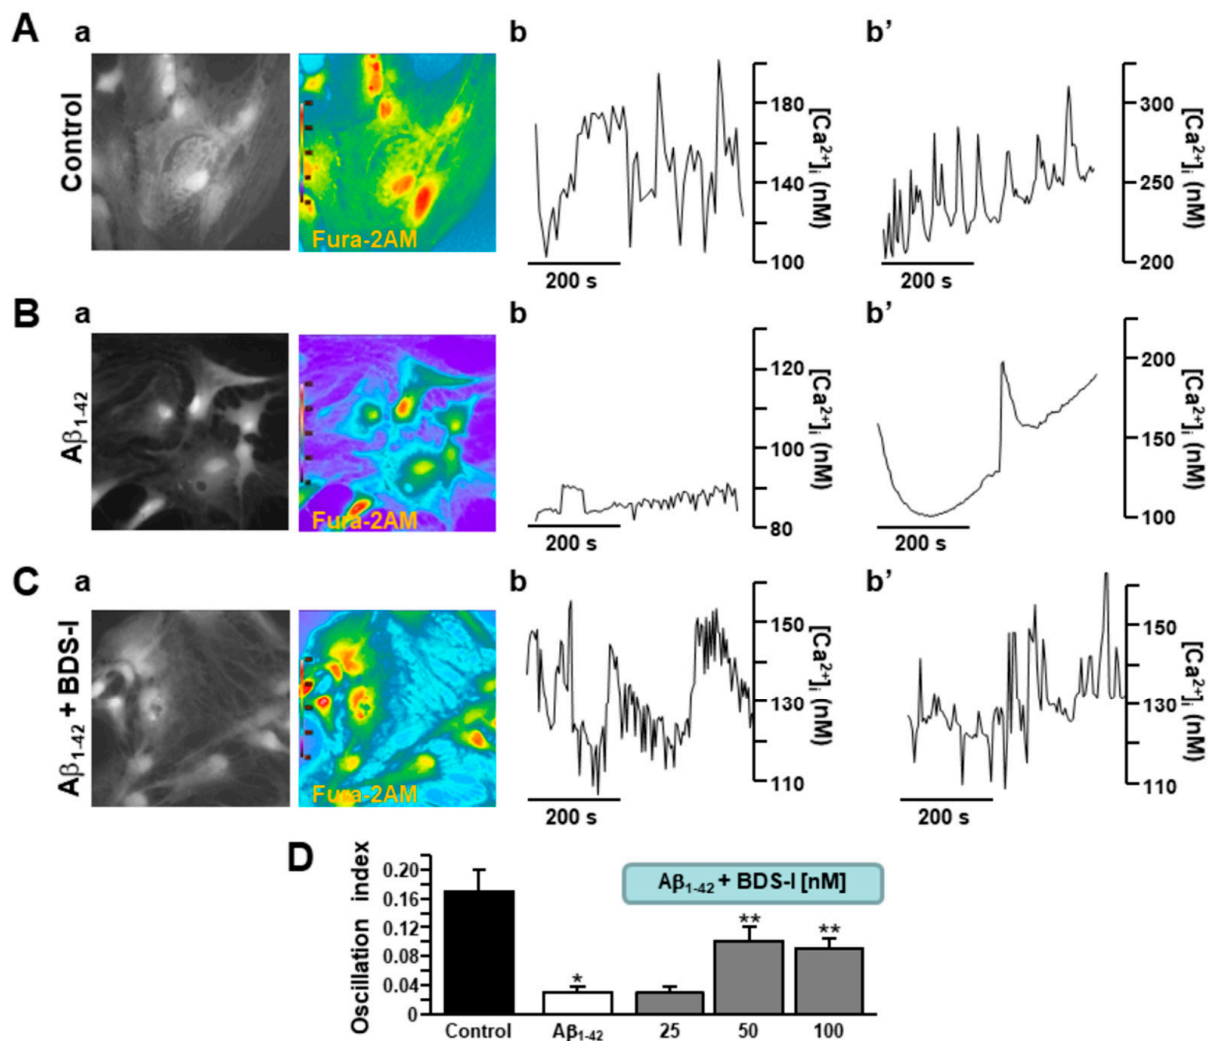 A a b b’
Control
Fura-2AM
180
140
100
[Ca²⁺]ᵢ (nM)
200 s
300
250
200
[Ca²⁺]ᵢ (nM)
200 s
B a b b’
Aβ₁₋₄₂
Fura-2AM
120
100
80
[Ca²⁺]ᵢ (nM)
200 s
200
150
100
[Ca²⁺]ᵢ (nM)
200 s
C a b b’
Aβ₁₋₄₂ + BDS-I
Fura-2AM
150
130
110
[Ca²⁺]ᵢ (nM)
200 s
150
130
110
[Ca²⁺]ᵢ (nM)
200 s
D
Oscillation index
0.20
0.16
0.12
0.08
0.04
0
Aβ₁₋₄₂ + BDS-I [nM]
*
**
**
Control Aβ₁₋₄₂ 25 50 100